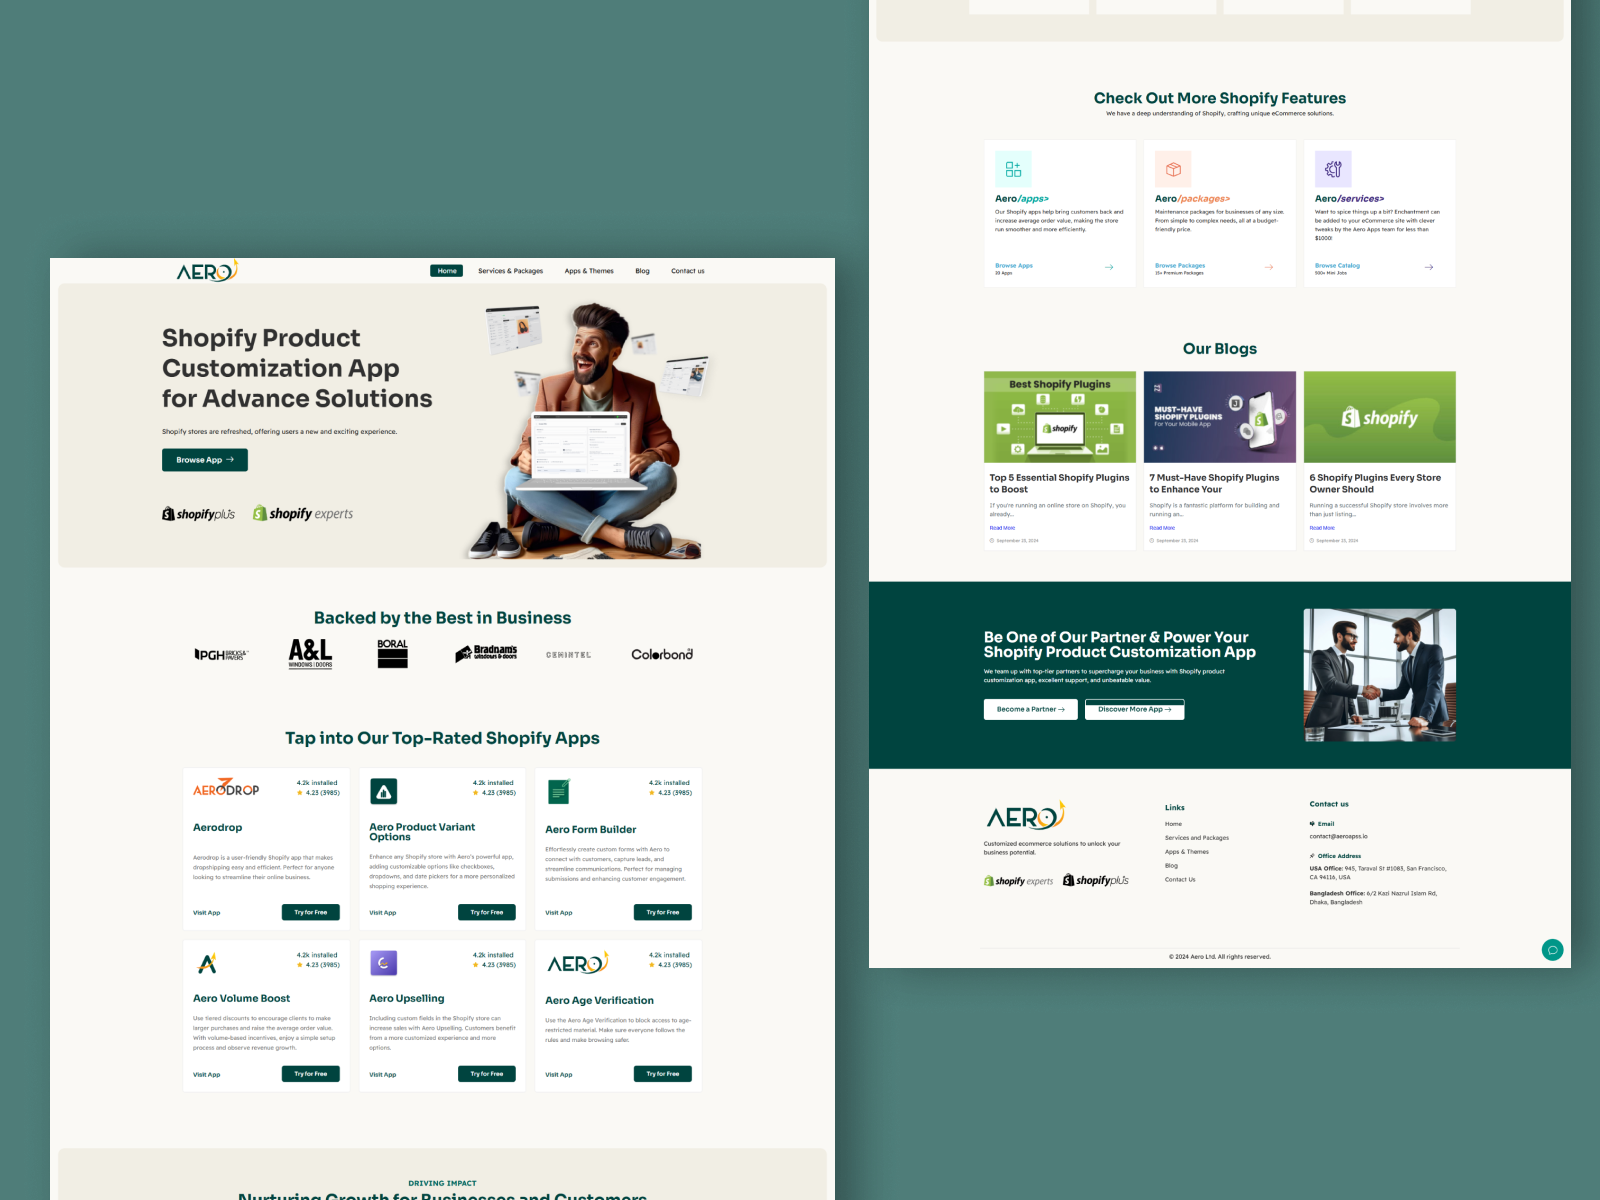 AERO
Home
Services & Packages
Apps & Themes
Blog
Contact us
Shopify Product
Customization App
for Advance Solutions
Shopify stores are refreshed, offering users a new and exciting experience.
Browse App →
shopifyplus
shopify experts
Backed by the Best in Business
PGH BRICKS & PAVERS
A&L
WINDOWS|DOORS
BORAL
Bradnam's
windows & doors
CEMINTEL
Colorbond
Tap into Our Top-Rated Shopify Apps
AERODROP
4.2k installed
4.23 (3985)
Aerodrop
Aerodrop is a user-friendly Shopify app that makes
dropshipping easy and efficient. Perfect for anyone
looking to streamline their online business.
Visit App
Try for Free
4.2k installed
4.23 (3985)
Aero Product Variant
Options
Enhance any Shopify store with Aero's powerful app,
adding customizable options like checkboxes,
dropdowns, and date pickers for a more personalized
shopping experience.
Visit App
Try for Free
4.2k installed
4.23 (3985)
Aero Form Builder
Effortlessly create custom forms with Aero to
connect with customers, capture leads, and
streamline communications. Perfect for managing
submissions and enhancing customer engagement.
Visit App
Try for Free
4.2k installed
4.23 (3985)
Aero Volume Boost
Use tiered discounts to encourage clients to make
larger purchases and raise the average order value.
With volume-based incentives, enjoy a simple setup
process and observe revenue growth.
Visit App
Try for Free
4.2k installed
4.23 (3985)
Aero Upselling
Including custom fields in the Shopify store can
increase sales with Aero Upselling. Customers benefit
from a more customized experience and more
options.
Visit App
Try for Free
AERO
4.2k installed
4.23 (3985)
Aero Age Verification
Use the Aero Age Verification to block access to age-
restricted material. Make sure everyone follows the
rules and make browsing safer.
Visit App
Try for Free
DRIVING IMPACT
Nurturing Growth for Businesses and Customers
Check Out More Shopify Features
We have a deep understanding of Shopify, crafting unique eCommerce solutions.
Aero/apps>
Our Shopify apps help bring customers back and
increase average order value, making the store
run smoother and more efficiently.
Browse Apps
20 Apps
Aero/packages>
Maintenance packages for businesses of any size.
From simple to complex needs, all at a budget-
friendly price.
Browse Packages
15+ Premium Packages
Aero/services>
Want to spice things up a bit? Enchantment can
be added to your eCommerce site with clever
tweaks by the Aero Apps team for less than
$1000!
Browse Catalog
500+ Mini Jobs
Our Blogs
Best Shopify Plugins
shopify
Top 5 Essential Shopify Plugins
to Boost
If you're running an online store on Shopify, you
already...
Read More
September 23, 2024
MUST-HAVE
SHOPIFY PLUGINS
For Your Mobile App
7 Must-Have Shopify Plugins
to Enhance Your
Shopify is a fantastic platform for building and
running an...
Read More
September 23, 2024
shopify
6 Shopify Plugins Every Store
Owner Should
Running a successful Shopify store involves more
than just listing...
Read More
September 23, 2024
Be One of Our Partner & Power Your
Shopify Product Customization App
We team up with top-tier partners to supercharge your business with Shopify product
customization app, excellent support, and unbeatable value.
Become a Partner →
Discover More App →
AERO
Customized ecommerce solutions to unlock your
business potential.
shopify experts
shopifyplus
Links
Home
Services and Packages
Apps & Themes
Blog
Contact Us
Contact us
Email
contact@aeroapss.io
Office Address
USA Office: 945, Taraval St #1083, San Francisco,
CA 94116, USA
Bangladesh Office: 6/2 Kazi Nazrul Islam Rd,
Dhaka, Bangladesh
© 2024 Aero Ltd. All rights reserved.